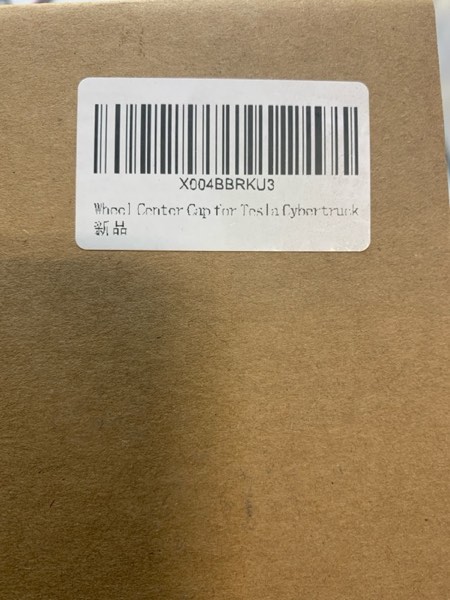 X004BBRKU3
Wheel Center Cap for Tesla Cybertruck
新品